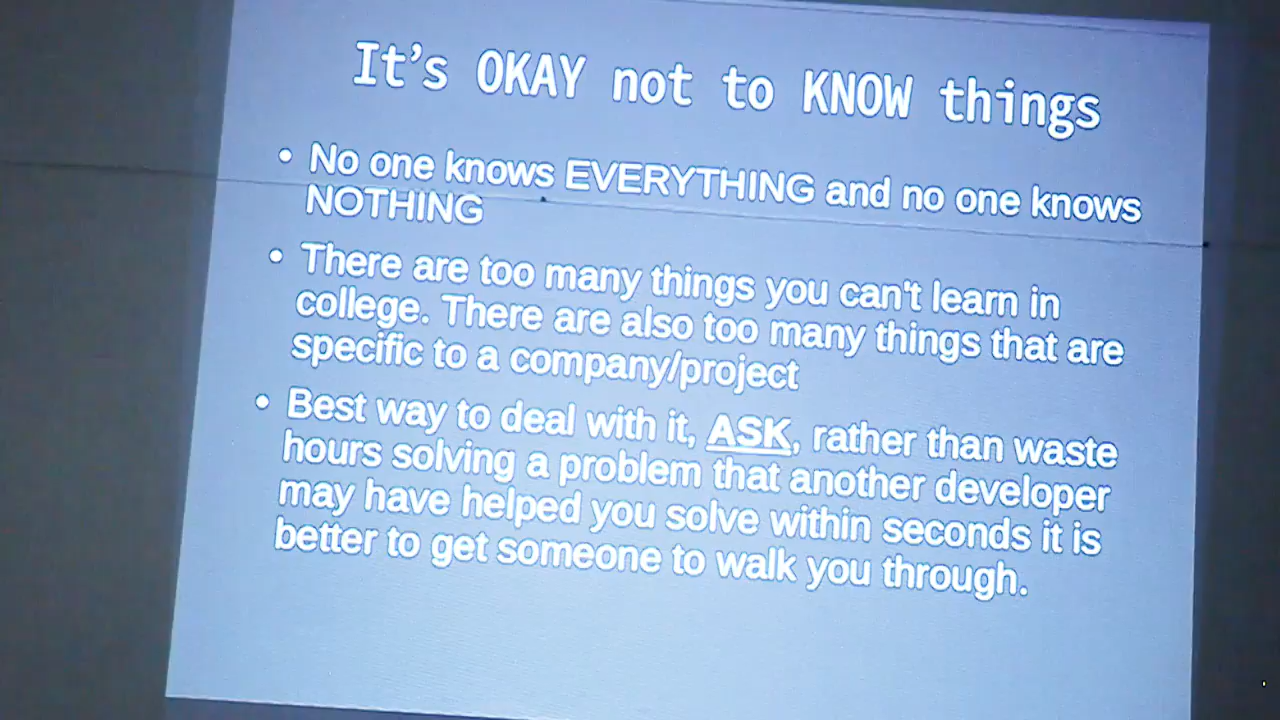 It's OKAY not to KNOW things
• No one knows EVERYTHING and no one knows
NOTHING
• There are too many things you can't learn in
college. There are also too many things that are
specific to a company/project
• Best way to deal with it, ASK, rather than waste
hours solving a problem that another developer
may have helped you solve within seconds it is
better to get someone to walk you through.